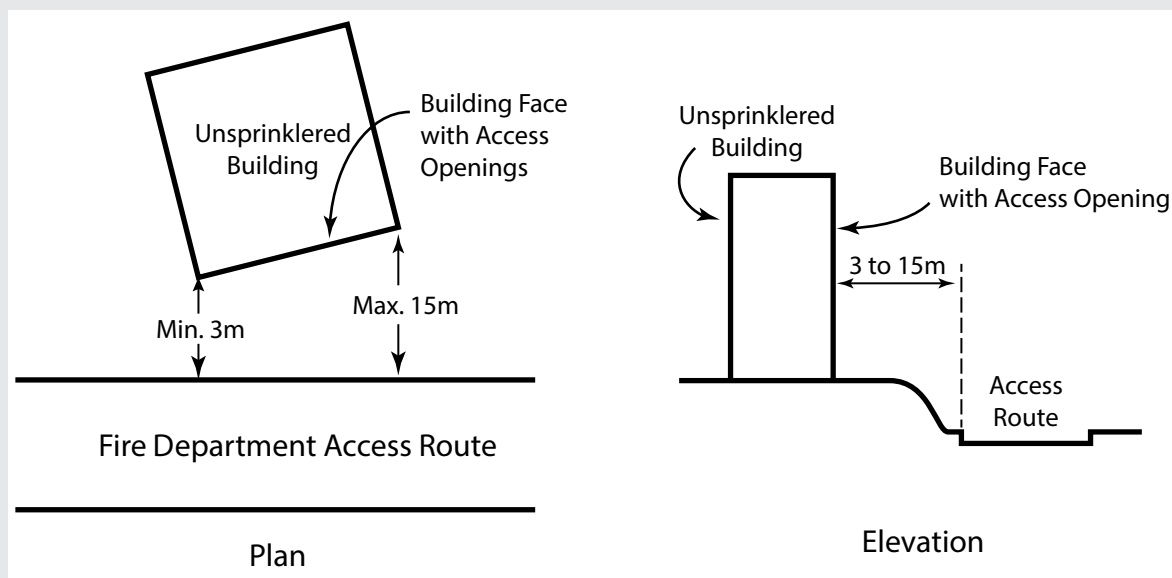 Unsprinklered
Building
Building Face
with Access
Openings
Min. 3m
Max. 15m
Fire Department Access Route
Plan
Unsprinklered
Building
Building Face
with Access Opening
3 to 15m
Access
Route
Elevation